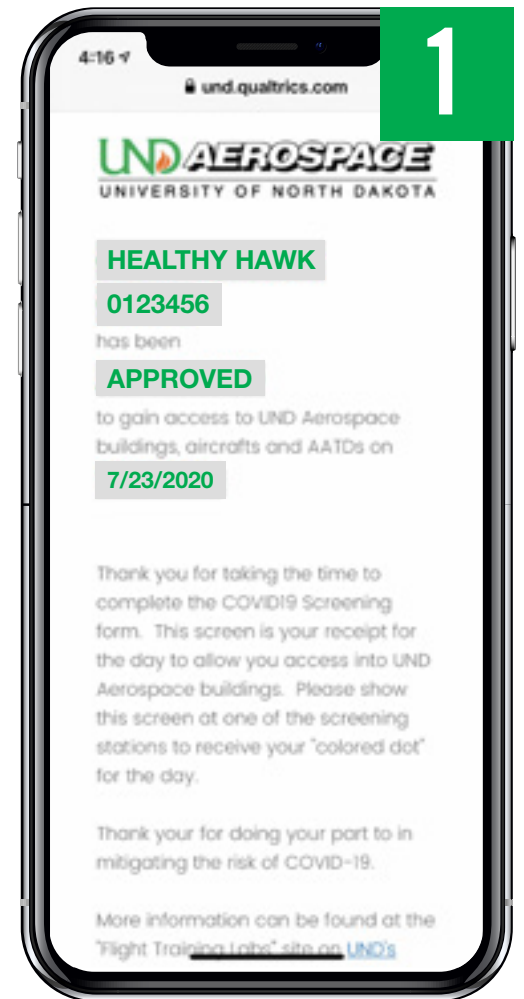 1
4:16
und.qualtrics.com
UND AEROSPACE
UNIVERSITY OF NORTH DAKOTA
HEALTHY HAWK
0123456
has been
APPROVED
to gain access to UND Aerospace
buildings, aircrafts and AATDs on
7/23/2020
Thank you for taking the time to
complete the COVID19 Screening
form. This screen is your receipt for
the day to allow you access into UND
Aerospace buildings. Please show
this screen at one of the screening
stations to receive your "colored dot"
for the day.
Thank your for doing your part to in
mitigating the risk of COVID-19.
More information can be found at the
"Flight Training Labs" site on UND's